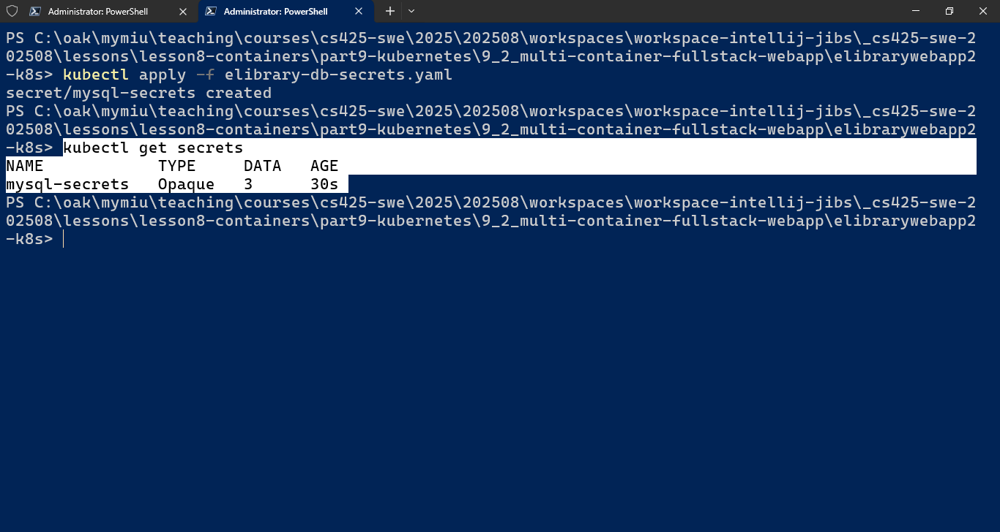 Administrator: PowerShell
Administrator: PowerShell
PS C:\oak\mymiu\teaching\courses\cs425-swe\2025\202508\workspaces\workspace-intellij-jibs\_cs425-swe-2
02508\lessons\lesson8-containers\part9-kubernetes\9_2_multi-container-fullstack-webapp\elibrarywebapp2
-k8s> kubectl apply -f elibrary-db-secrets.yaml
secret/mysql-secrets created
PS C:\oak\mymiu\teaching\courses\cs425-swe\2025\202508\workspaces\workspace-intellij-jibs\_cs425-swe-2
02508\lessons\lesson8-containers\part9-kubernetes\9_2_multi-container-fullstack-webapp\elibrarywebapp2
-k8s> kubectl get secrets
NAME            TYPE     DATA   AGE
mysql-secrets   Opaque   3      30s
PS C:\oak\mymiu\teaching\courses\cs425-swe\2025\202508\workspaces\workspace-intellij-jibs\_cs425-swe-2
02508\lessons\lesson8-containers\part9-kubernetes\9_2_multi-container-fullstack-webapp\elibrarywebapp2
-k8s>